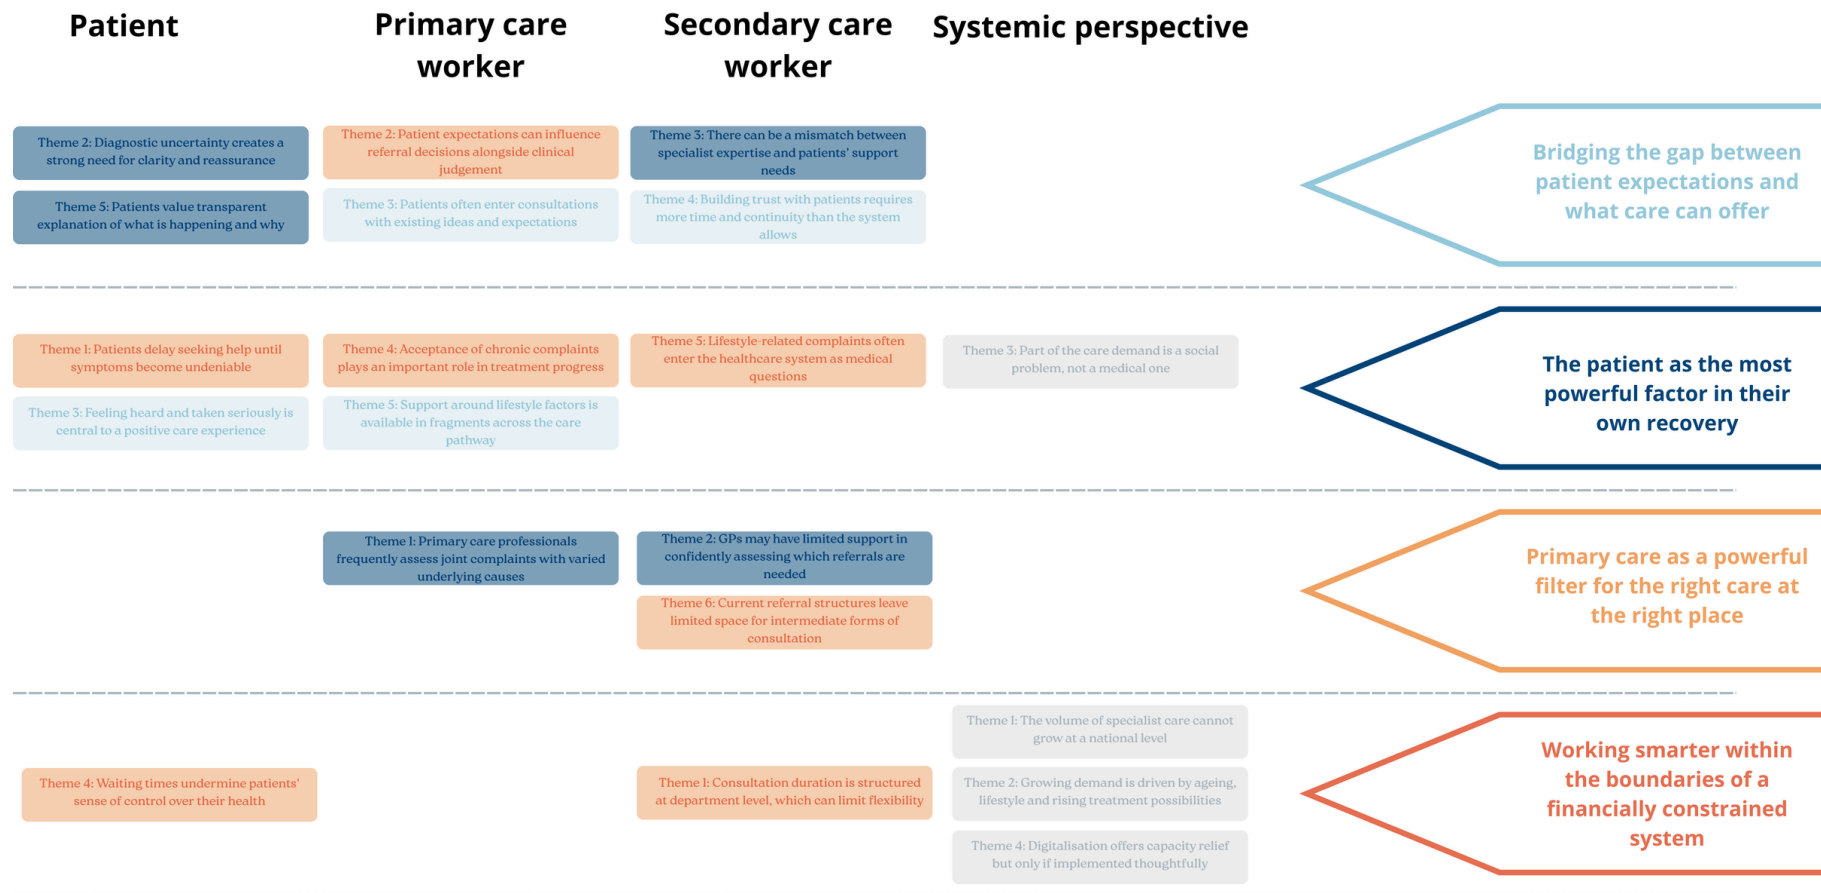 Patient
Primary care
worker
Secondary care
worker
Systemic perspective
Theme 2: Diagnostic uncertainty creates a
strong need for clarity and reassurance
Theme 5: Patients value transparent
explanation of what is happening and why
Theme 2: Patient expectations can influence
referral decisions alongside clinical
judgement
Theme 3: Patients often enter consultations
with existing ideas and expectations
Theme 3: There can be a mismatch between
specialist expertise and patients' support
needs
Theme 4: Building trust with patients requires
more time and continuity than the system
allows
Bridging the gap between
patient expectations and
what care can offer
Theme 1: Patients delay seeking help until
symptoms become undeniable
Theme 3: Feeling heard and taken seriously is
central to a positive care experience
Theme 4: Acceptance of chronic complaints
plays an important role in treatment progress
Theme 5: Support around lifestyle factors is
available in fragments across the care
pathway
Theme 5: Lifestyle-related complaints often
enter the healthcare system as medical
questions
Theme 3: Part of the care demand is a social
problem, not a medical one
The patient as the most
powerful factor in their
own recovery
Theme 1: Primary care professionals
frequently assess joint complaints with varied
underlying causes
Theme 2: GPs may have limited support in
confidently assessing which referrals are
needed
Theme 6: Current referral structures leave
limited space for intermediate forms of
consultation
Primary care as a powerful
filter for the right care at
the right place
Theme 4: Waiting times undermine patients'
sense of control over their health
Theme 1: Consultation duration is structured
at department level, which can limit flexibility
Theme 1: The volume of specialist care cannot
grow at a national level
Theme 2: Growing demand is driven by ageing,
lifestyle and rising treatment possibilities
Theme 4: Digitalisation offers capacity relief
but only if implemented thoughtfully
Working smarter within
the boundaries of a
financially constrained
system